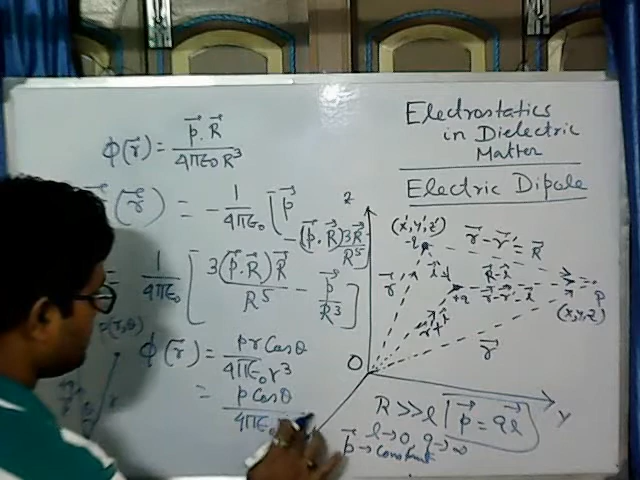 Electrostatics
in Dielectric
Matter
Electric Dipole
φ(r⃗) = p⃗.R⃗ / 4πε₀R³
(r⃗) = -1/4πε₀ [p⃗
- (p⃗.R⃗)3R⃗/R⁵
= 1/4πε₀ [3(p⃗.R⃗)R⃗/R⁵ - p⃗/R³]
p(r,θ)
φ(r⃗) = pr Cosθ / 4πε₀r³
= p Cosθ / 4πε₀
z
(x',y',z')
-q
r⃗-r⃗' = R⃗
r⃗'
l⃗
R⃗-l⃗
+q
r⃗-r⃗'-l⃗
P
r⃗'+l⃗
(x,y,z)
r⃗
O
Y
R>>l p⃗ = ql⃗
l→0, q→∞
p⃗→constant